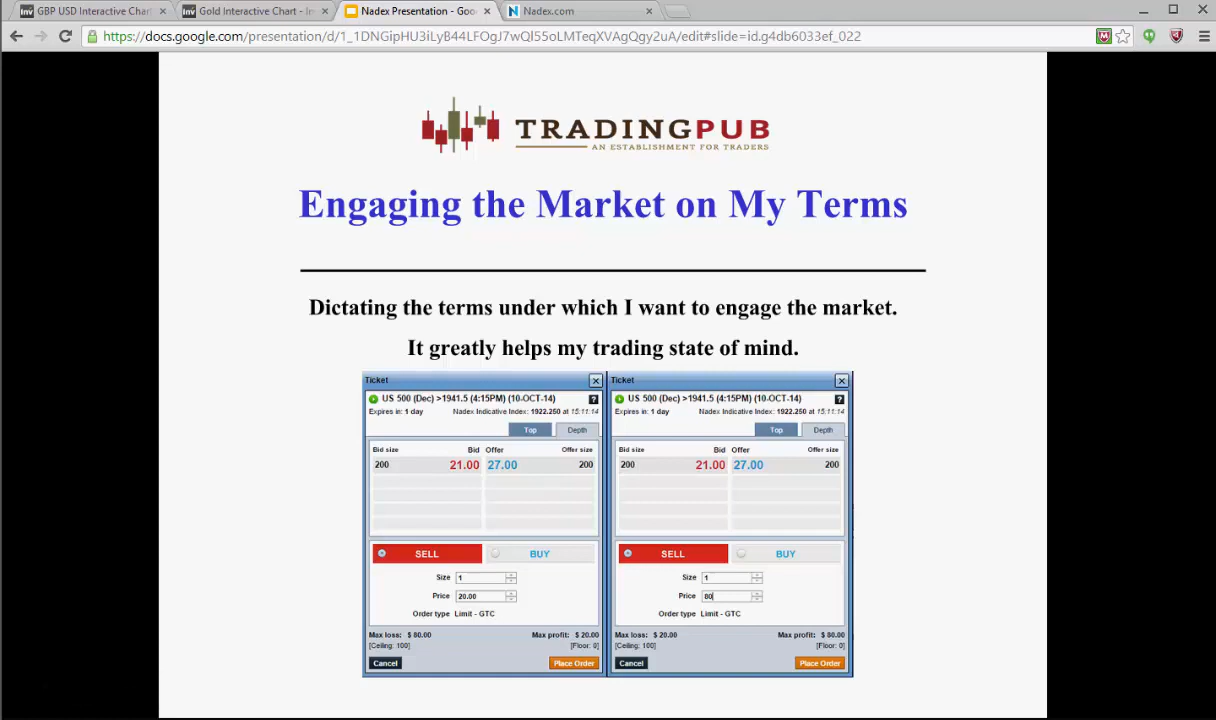 GBP USD Interactive Chart
Gold Interactive Chart - In
Nadex Presentation - Goo
Nadex.com
https://docs.google.com/presentation/d/1_1DNGipHU3iLyB44LFOgJ7wQl55oLMTeqXVAgQgy2uA/edit#slide=id.g4db6033ef_022
TRADINGPUB
AN ESTABLISHMENT FOR TRADERS
Engaging the Market on My Terms
Dictating the terms under which I want to engage the market.
It greatly helps my trading state of mind.
Ticket
US 500 (Dec) >1941.5 (4:15PM) (10-OCT-14) ?
Expires in: 1 day Nadex Indicative Index: 1922.250 at 15:11:14
Top Depth
Bid size Bid Offer Offer size
200 21.00 27.00 200
SELL BUY
Size 1
Price 20.00
Order type Limit - GTC
Max loss: $ 80.00 Max profit: $ 20.00
[Ceiling: 100] [Floor: 0]
Cancel Place Order
Ticket
US 500 (Dec) >1941.5 (4:15PM) (10-OCT-14) ?
Expires in: 1 day Nadex Indicative Index: 1922.250 at 15:11:14
Top Depth
Bid size Bid Offer Offer size
200 21.00 27.00 200
SELL BUY
Size 1
Price 80
Order type Limit - GTC
Max loss: $ 20.00 Max profit: $ 80.00
[Ceiling: 100] [Floor: 0]
Cancel Place Order